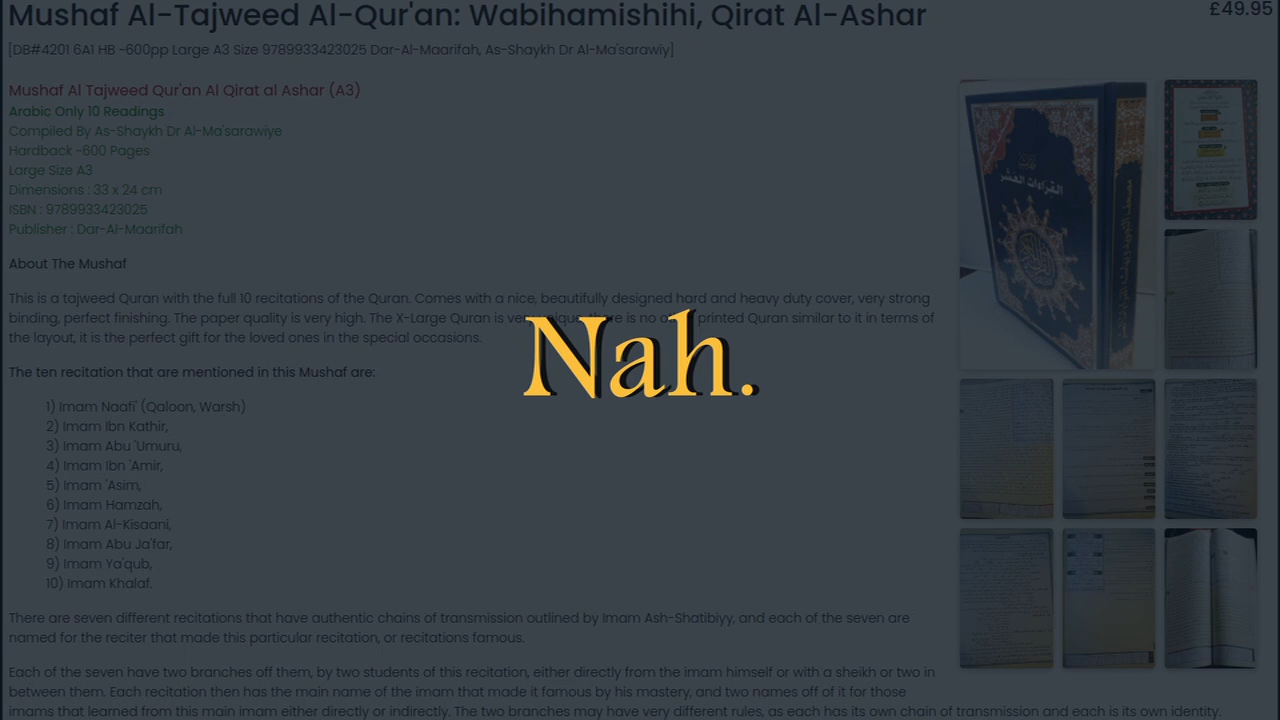 Mushaf Al-Tajweed Al-Qur'an: Wabihamishihi, Qirat Al-Ashar
£49.95
[DB#4201 6A1 HB ~600pp Large A3 Size 9789933423025 Dar-Al-Maarifah, As-Shaykh Dr Al-Ma'sarawiy]
Mushaf Al Tajweed Qur'an Al Qirat al Ashar (A3)
Arabic Only 10 Readings
Compiled By As-Shaykh Dr Al-Ma'sarawiye
Hardback ~600 Pages
Large Size A3
Dimensions : 33 x 24 cm
ISBN : 9789933423025
Publisher : Dar-Al-Maarifah
About The Mushaf
This is a tajweed Quran with the full 10 recitations of the Quran. Comes with a nice, beautifully designed hard and heavy duty cover, very strong
binding, perfect finishing. The paper quality is very high. The X-Large Quran is very unique, there is no printed Quran similar to it in terms of
the layout, it is the perfect gift for the loved ones in the special occasions.
Nah.
The ten recitation that are mentioned in this Mushaf are:
1) Imam Naafi' (Qaloon, Warsh)
2) Imam Ibn Kathir,
3) Imam Abu 'Umuru,
4) Imam Ibn 'Amir,
5) Imam 'Asim,
6) Imam Hamzah,
7) Imam Al-Kisaani,
8) Imam Abu Ja'far,
9) Imam Ya'qub,
10) Imam Khalaf.
There are seven different recitations that have authentic chains of transmission outlined by Imam Ash-Shatibiyy, and each of the seven are
named for the reciter that made this particular recitation, or recitations famous.
Each of the seven have two branches off them, by two students of this recitation, either directly from the imam himself or with a sheikh or two in
between them. Each recitation then has the main name of the imam that made it famous by his mastery, and two names off of it for those
imams that learned from this main imam either directly or indirectly. The two branches may have very different rules, as each has its own chain of transmission and each is its own identity.
القراءات العشر